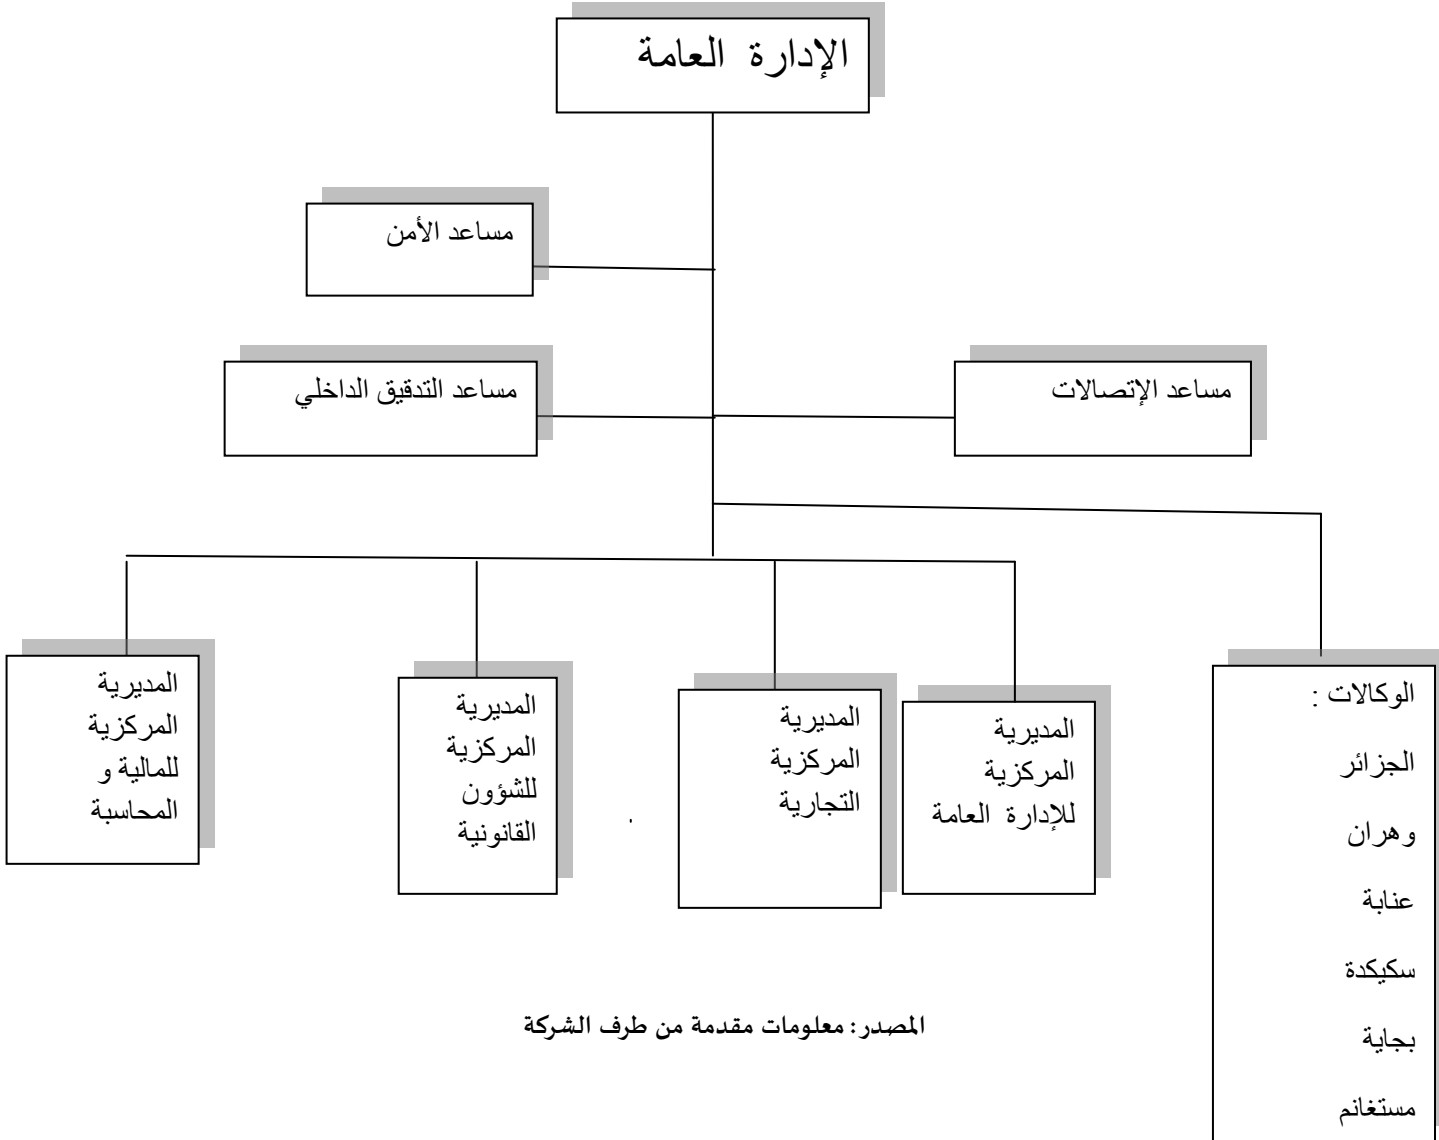 الإدارة العامة
مساعد الأمن
مساعد الإتصالات
مساعد التدقيق الداخلي
الوكالات :
الجزائر
وهران
عنابة
سكيكدة
بجاية
مستغانم
المديرية
المركزية
للإدارة العامة
المديرية
المركزية
التجارية
المديرية
المركزية
للشؤون
القانونية
المديرية
المركزية
للمالية و
المحاسبة
المصدر: معلومات مقدمة من طرف الشركة